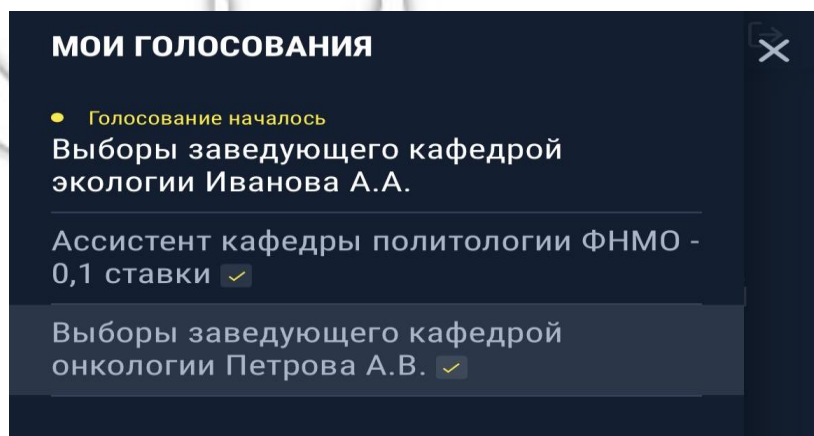 МОИ ГОЛОСОВАНИЯ
Голосование началось
Выборы заведующего кафедрой
экологии Иванова А.А.
Ассистент кафедры политологии ФНМО -
0,1 ставки
Выборы заведующего кафедрой
онкологии Петрова А.В.